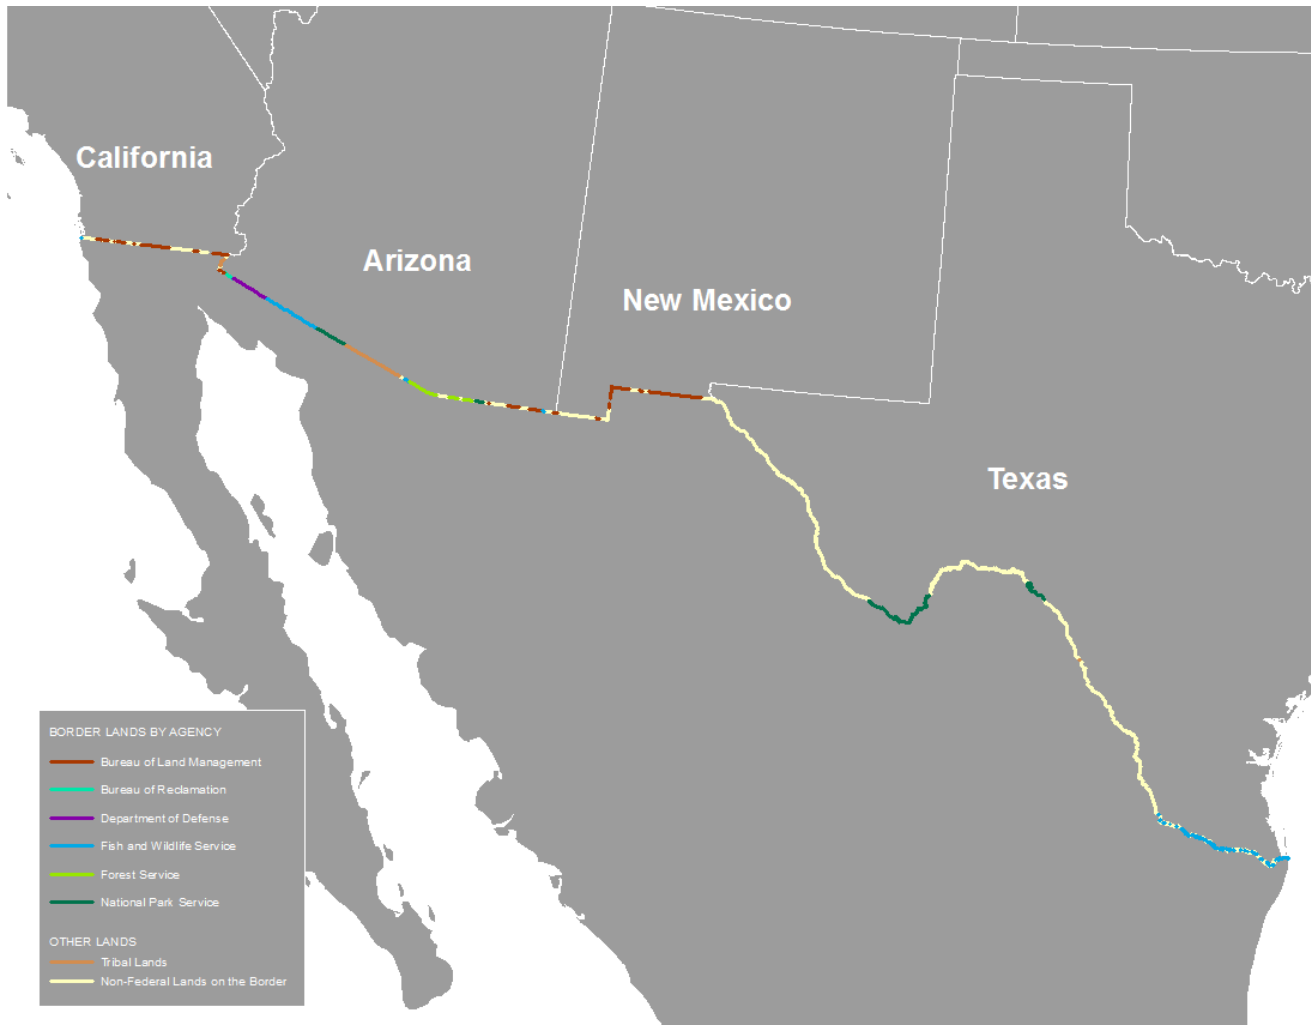 California
Arizona
New Mexico
Texas
BORDER LANDS BY AGENCY
Bureau of Land Management
Bureau of Reclamation
Department of Defense
Fish and Wildlife Service
Forest Service
National Park Service
OTHER LANDS
Tribal Lands
Non-Federal Lands on the Border